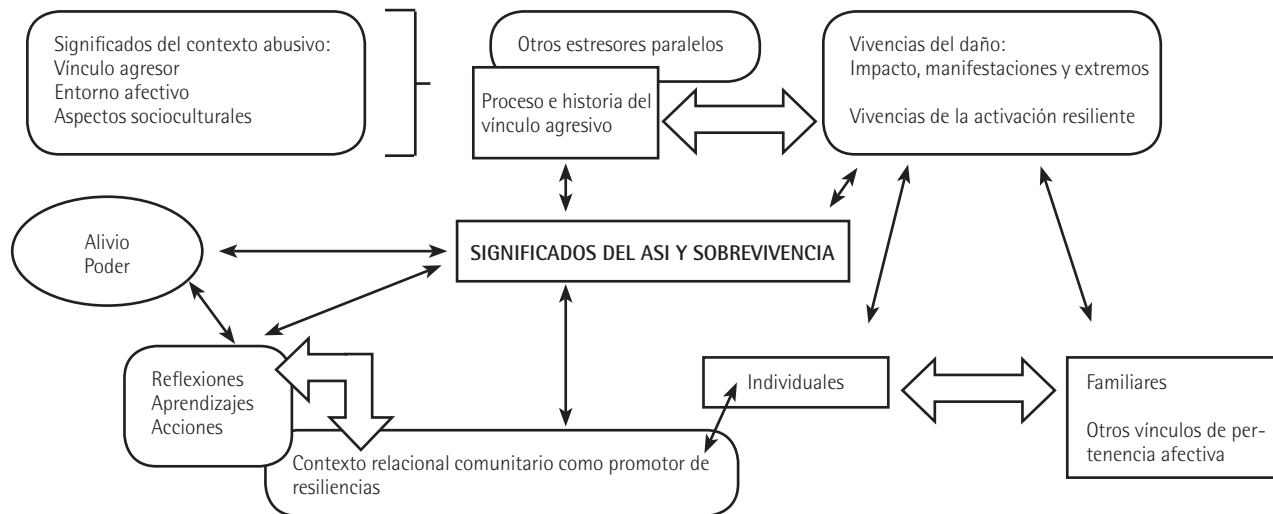 Significados del contexto abusivo:
Vínculo agresor
Entorno afectivo
Aspectos socioculturales
Otros estresores paralelos
Proceso e historia del
vínculo agresivo
Vivencias del daño:
Impacto, manifestaciones y extremos
Vivencias de la activación resiliente
Alivio
Poder
SIGNIFICADOS DEL ASI Y SOBREVIVENCIA
Reflexiones
Aprendizajes
Acciones
Individuales
Familiares
Otros vínculos de per-
tenencia afectiva
Contexto relacional comunitario como promotor de
resiliencias